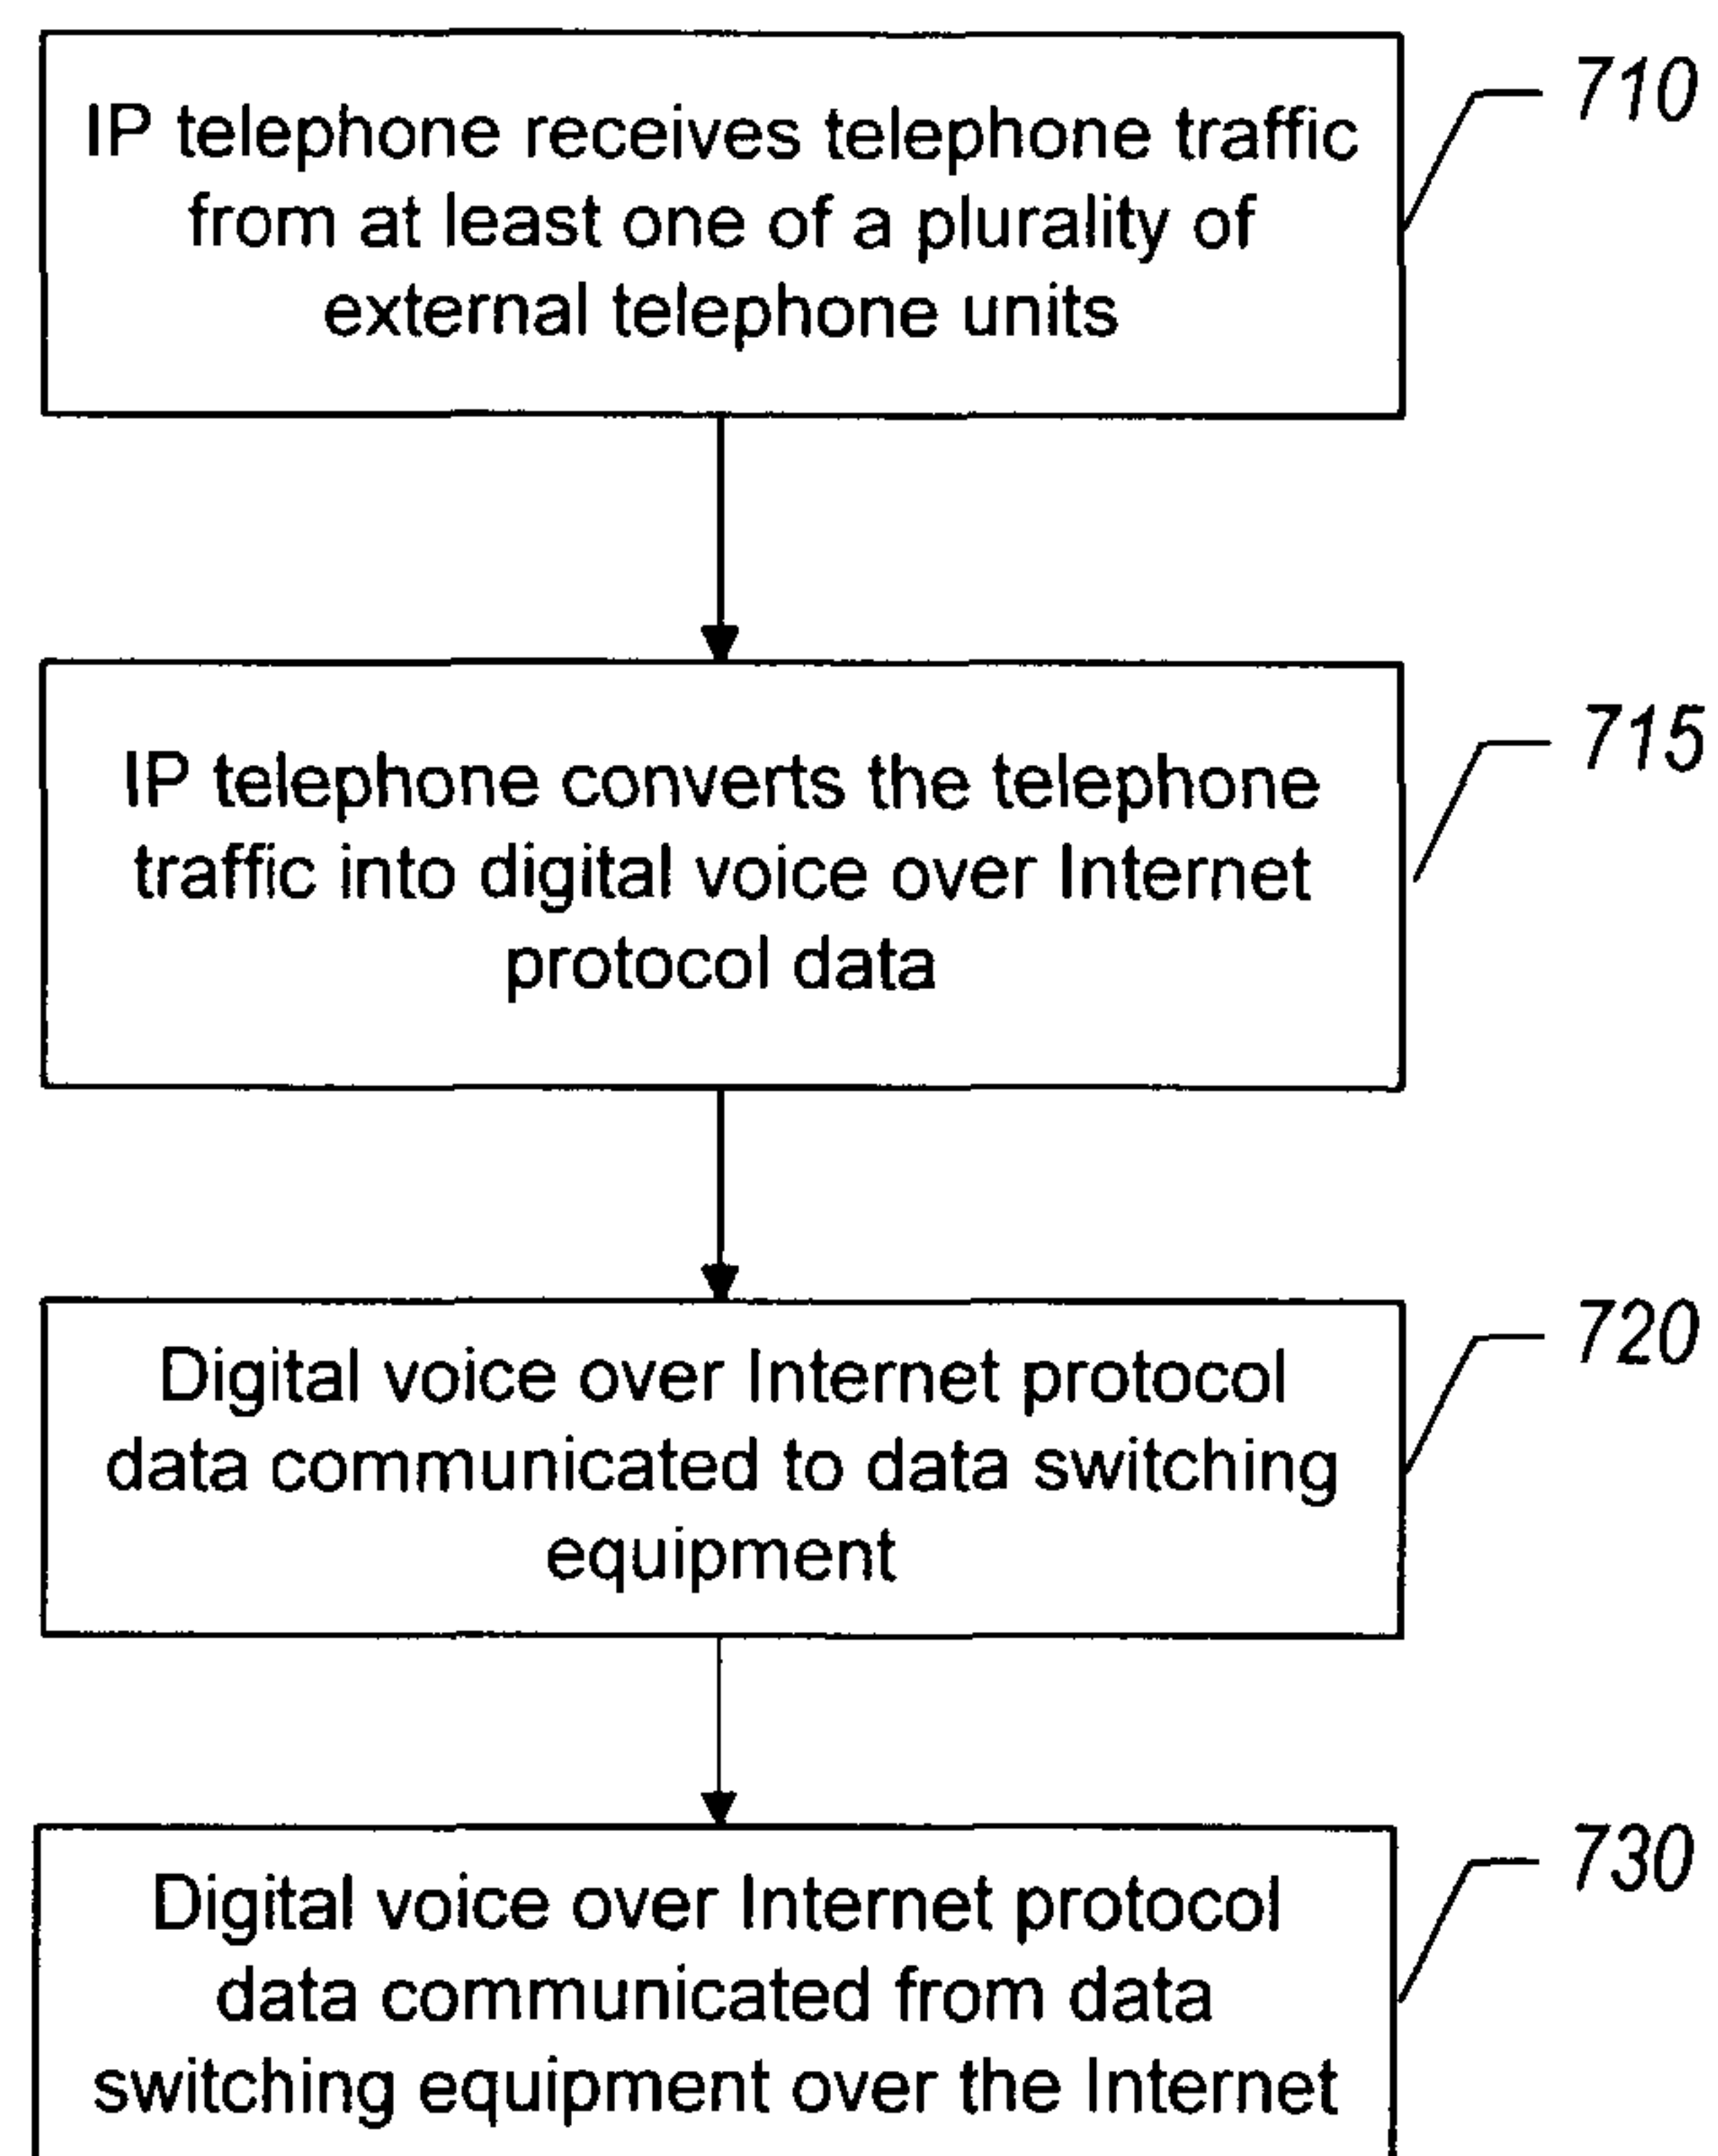 710
IP telephone receives telephone traffic
from at least one of a plurality of
external telephone units
715
IP telephone converts the telephone
traffic into digital voice over Internet
protocol data
720
Digital voice over Internet protocol
data communicated to data switching
equipment
730
Digital voice over Internet protocol
data communicated from data
switching equipment over the Internet